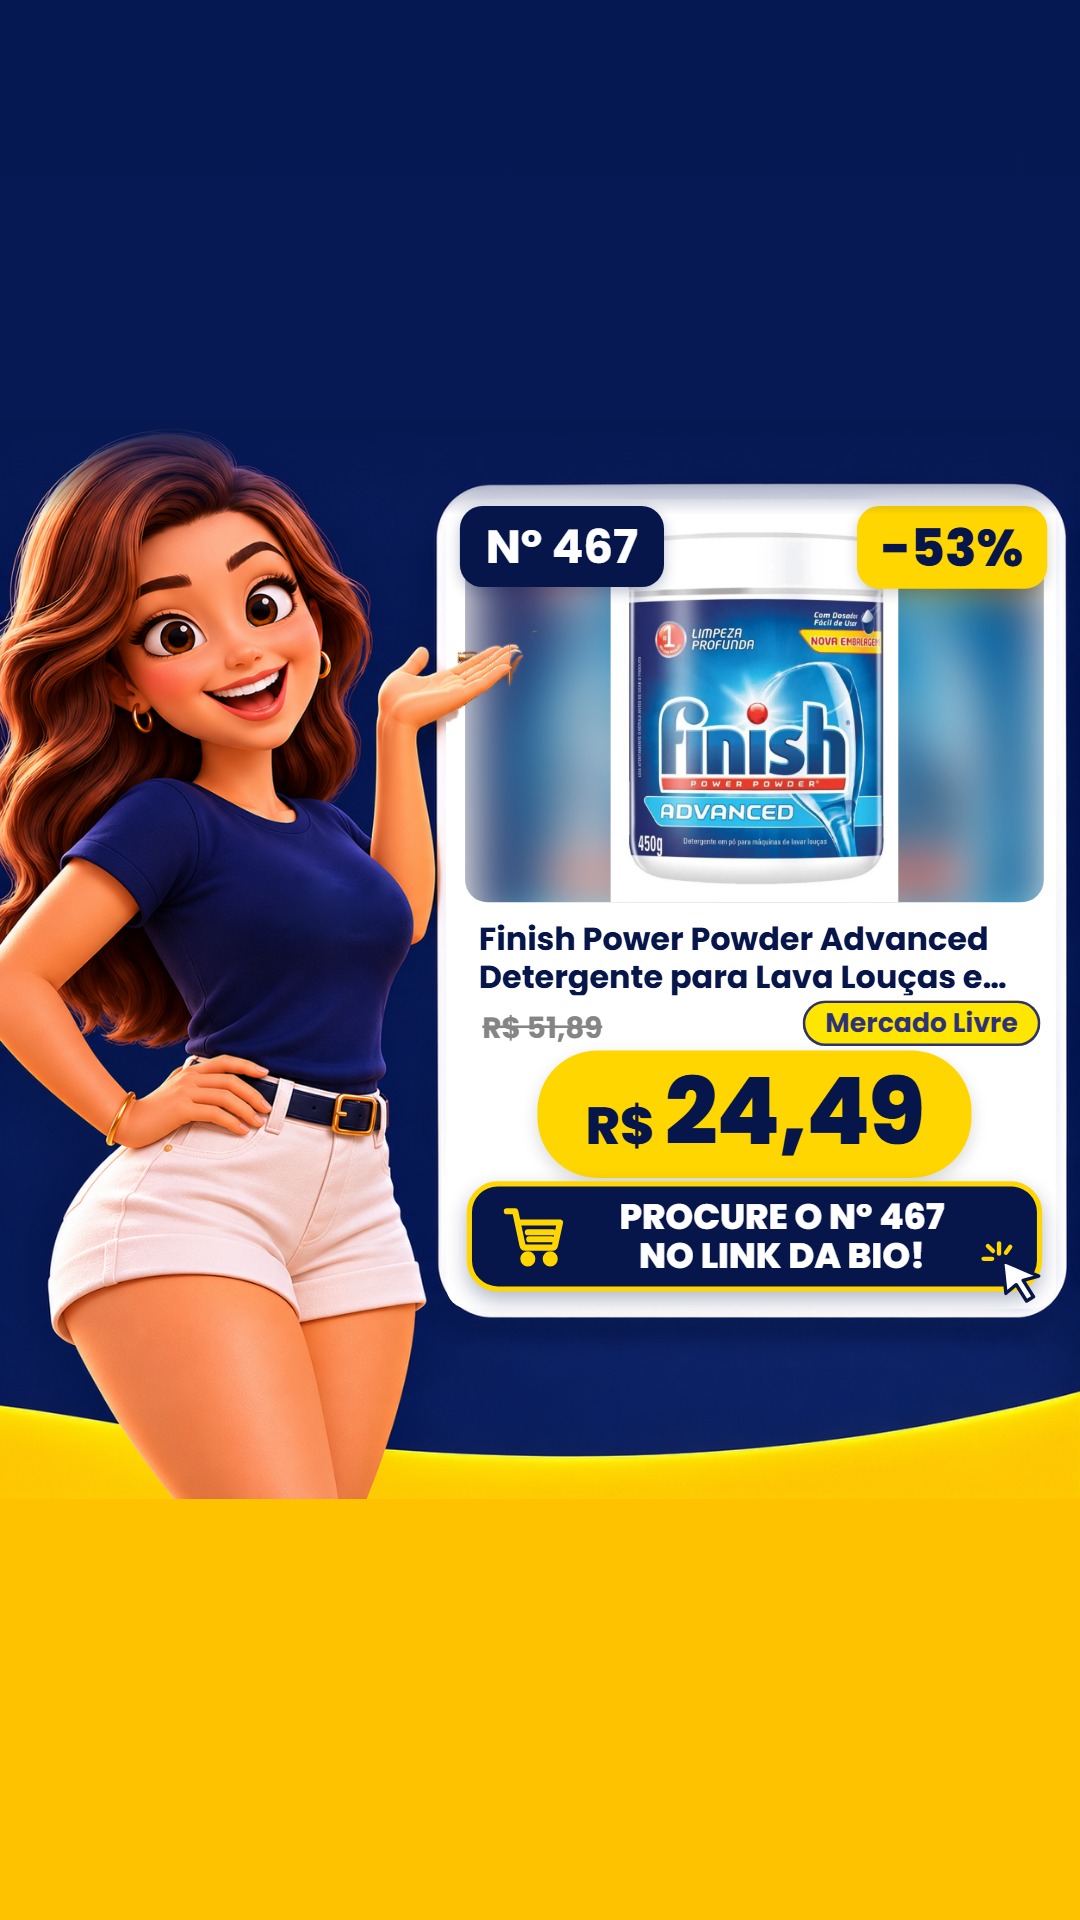 Nº 467
-53%
1
LIMPEZA
PROFUNDA
Com Dosador
Fácil de Usar
NOVA EMBALAGEM
finish
POWER POWDER
ADVANCED
450g
Detergente em pó para máquinas de lavar louças
Finish Power Powder Advanced
Detergente para Lava Louças e...
R$ 51,89
Mercado Livre
R$ 24,49
PROCURE O Nº 467
NO LINK DA BIO!